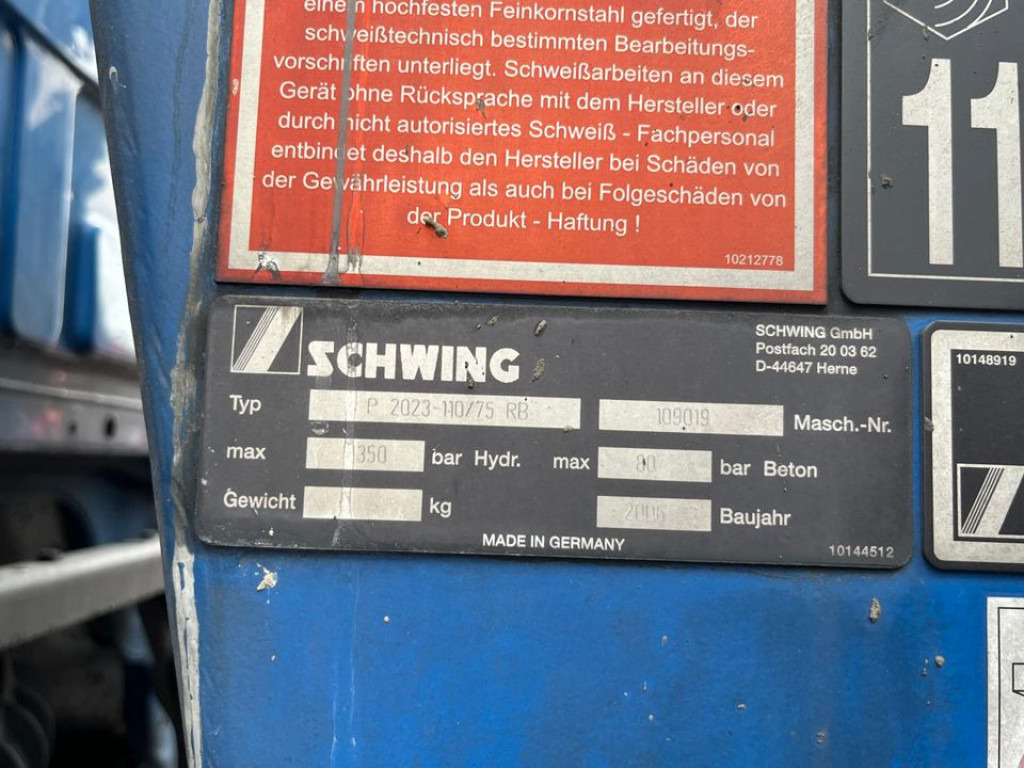 einem hochfesten Feinkornstahl gefertigt, der
schweißtechnisch bestimmten Bearbeitungs-
vorschriften unterliegt. Schweißarbeiten an diesem
Gerät ohne Rücksprache mit dem Hersteller oder
durch nicht autorisiertes Schweiß - Fachpersonal
entbindet deshalb den Hersteller bei Schäden von
der Gewährleistung als auch bei Folgeschäden von
der Produkt - Haftung !
10212778
11
SCHWING
SCHWING GmbH
Postfach 20 03 62
D-44647 Herne
Typ P 2023-110/75 RB 109019 Masch.-Nr.
max 350 bar Hydr. max 80 bar Beton
Gewicht kg 2006 Baujahr
MADE IN GERMANY
10144512
10148919